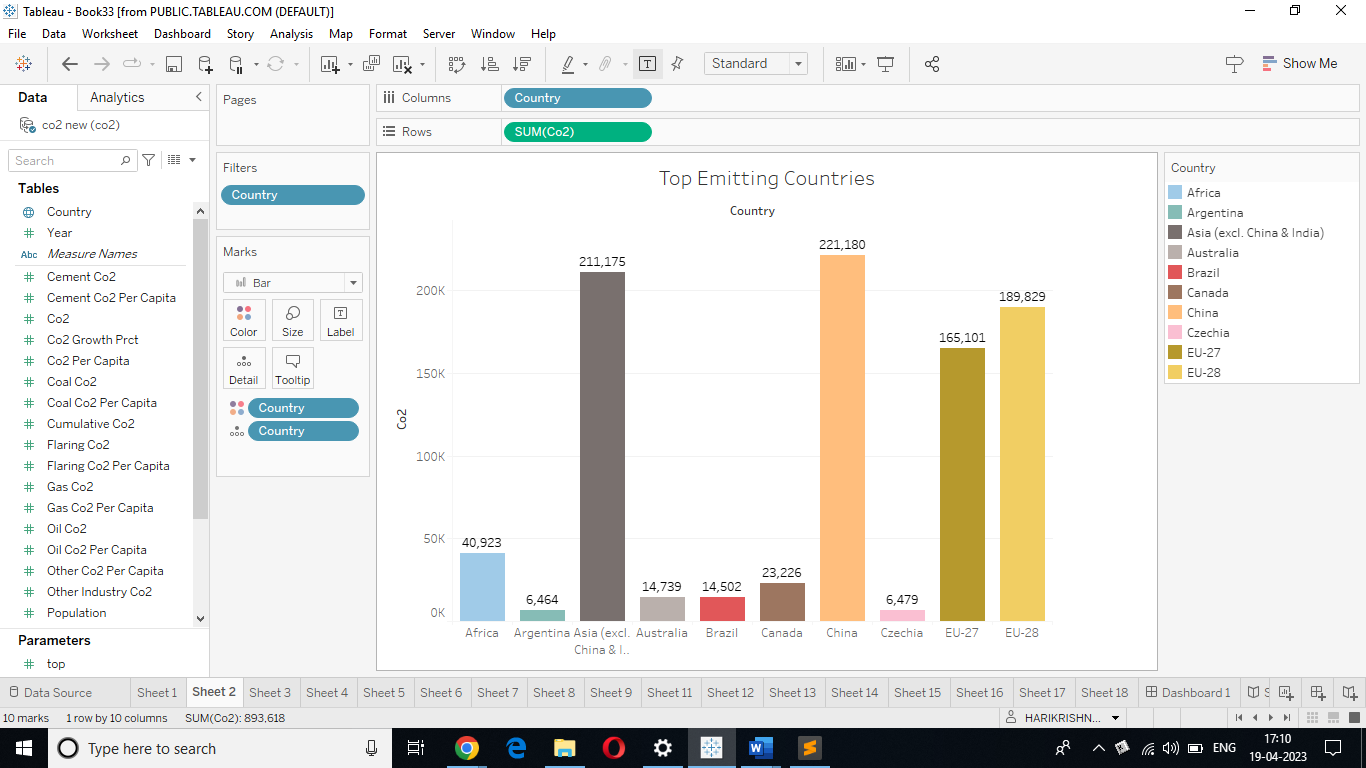 Tableau - Book33 [from PUBLIC.TABLEAU.COM (DEFAULT)]
File Data Worksheet Dashboard Story Analysis Map Format Server Window Help
Standard
Show Me
Data Analytics
co2 new (co2)
Search
Tables
Country
Year
Abc Measure Names
Cement Co2
Cement Co2 Per Capita
Co2
Co2 Growth Prct
Co2 Per Capita
Coal Co2
Coal Co2 Per Capita
Cumulative Co2
Flaring Co2
Flaring Co2 Per Capita
Gas Co2
Gas Co2 Per Capita
Oil Co2
Oil Co2 Per Capita
Other Co2 Per Capita
Other Industry Co2
Population
Parameters
top
Pages
Filters
Country
Marks
Bar
Color Size Label
Detail Tooltip
Country
Country
Columns Country
Rows SUM(Co2)
Top Emitting Countries
Country
Co2
200K
150K
100K
50K
0K
40,923
6,464
211,175
14,739
14,502
23,226
221,180
6,479
165,101
189,829
Africa
Argentina
Asia (excl.
China & I..
Australia
Brazil
Canada
China
Czechia
EU-27
EU-28
Country
Africa
Argentina
Asia (excl. China & India)
Australia
Brazil
Canada
China
Czechia
EU-27
EU-28
Data Source Sheet 1 Sheet 2 Sheet 3 Sheet 4 Sheet 5 Sheet 6 Sheet 7 Sheet 8 Sheet 9 Sheet 11 Sheet 12 Sheet 13 Sheet 14 Sheet 15 Sheet 16 Sheet 17 Sheet 18 Dashboard 1 S
10 marks 1 row by 10 columns SUM(Co2): 893,618
HARIKRISHN...
Type here to search
ENG
17:10
19-04-2023